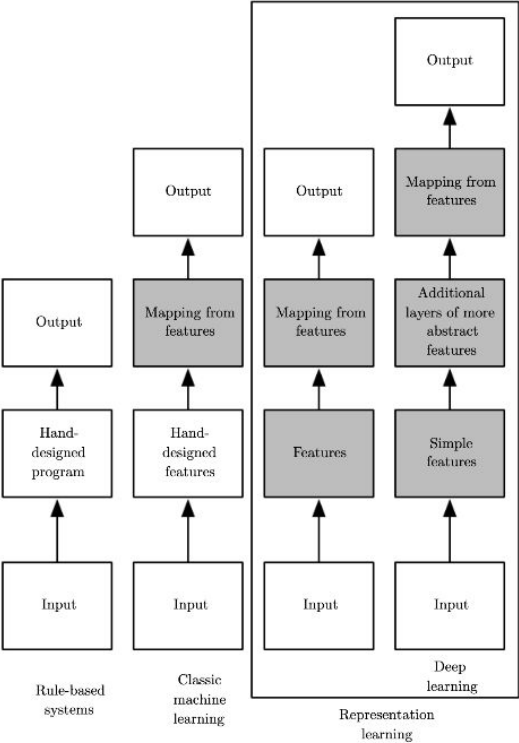 Output
Output
Output
Mapping from
features
Output
Mapping from
features
Mapping from
features
Additional
layers of more
abstract
features
Hand-
designed
program
Hand-
designed
features
Features
Simple
features
Input
Input
Input
Input
Rule-based
systems
Classic
machine
learning
Deep
learning
Representation
learning